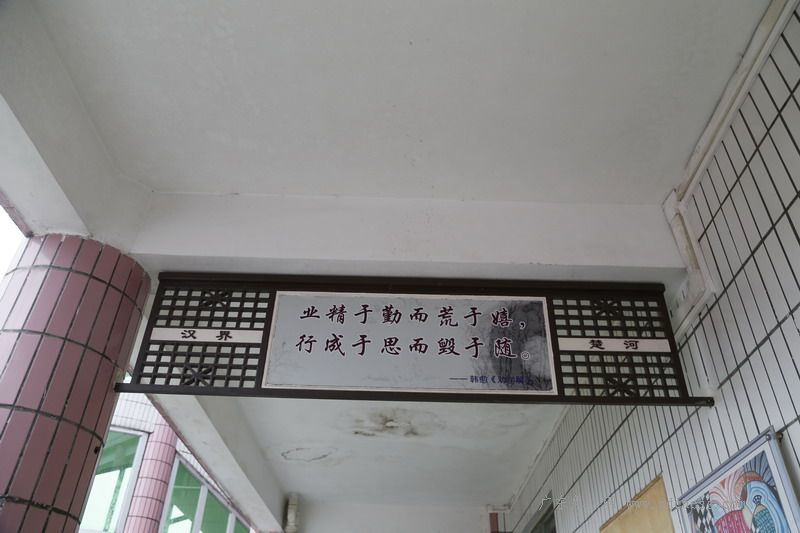 业精于勤而荒于嬉，
行成于思而毁于随。
——韩愈《
汉界
楚河